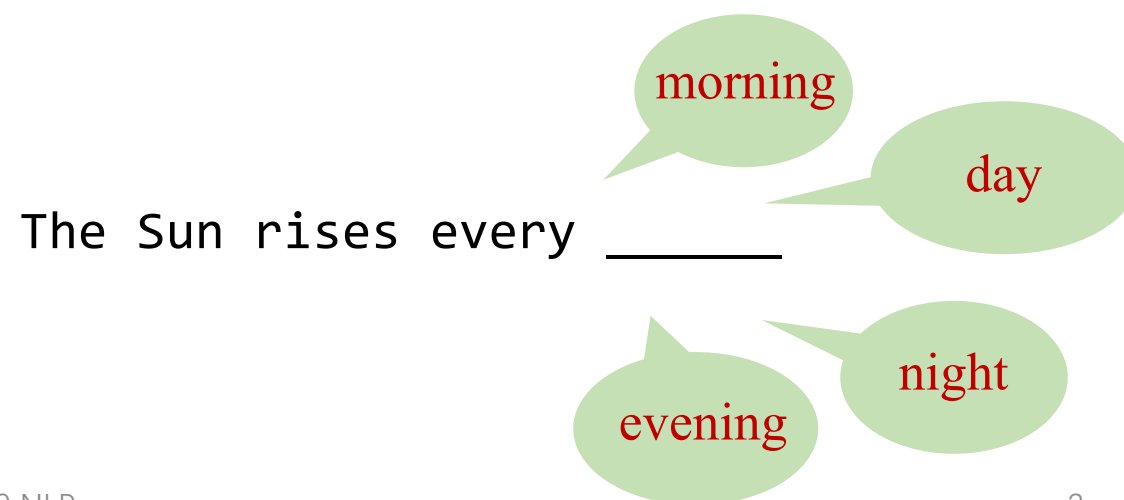 morning
day
The Sun rises every ______
night
evening